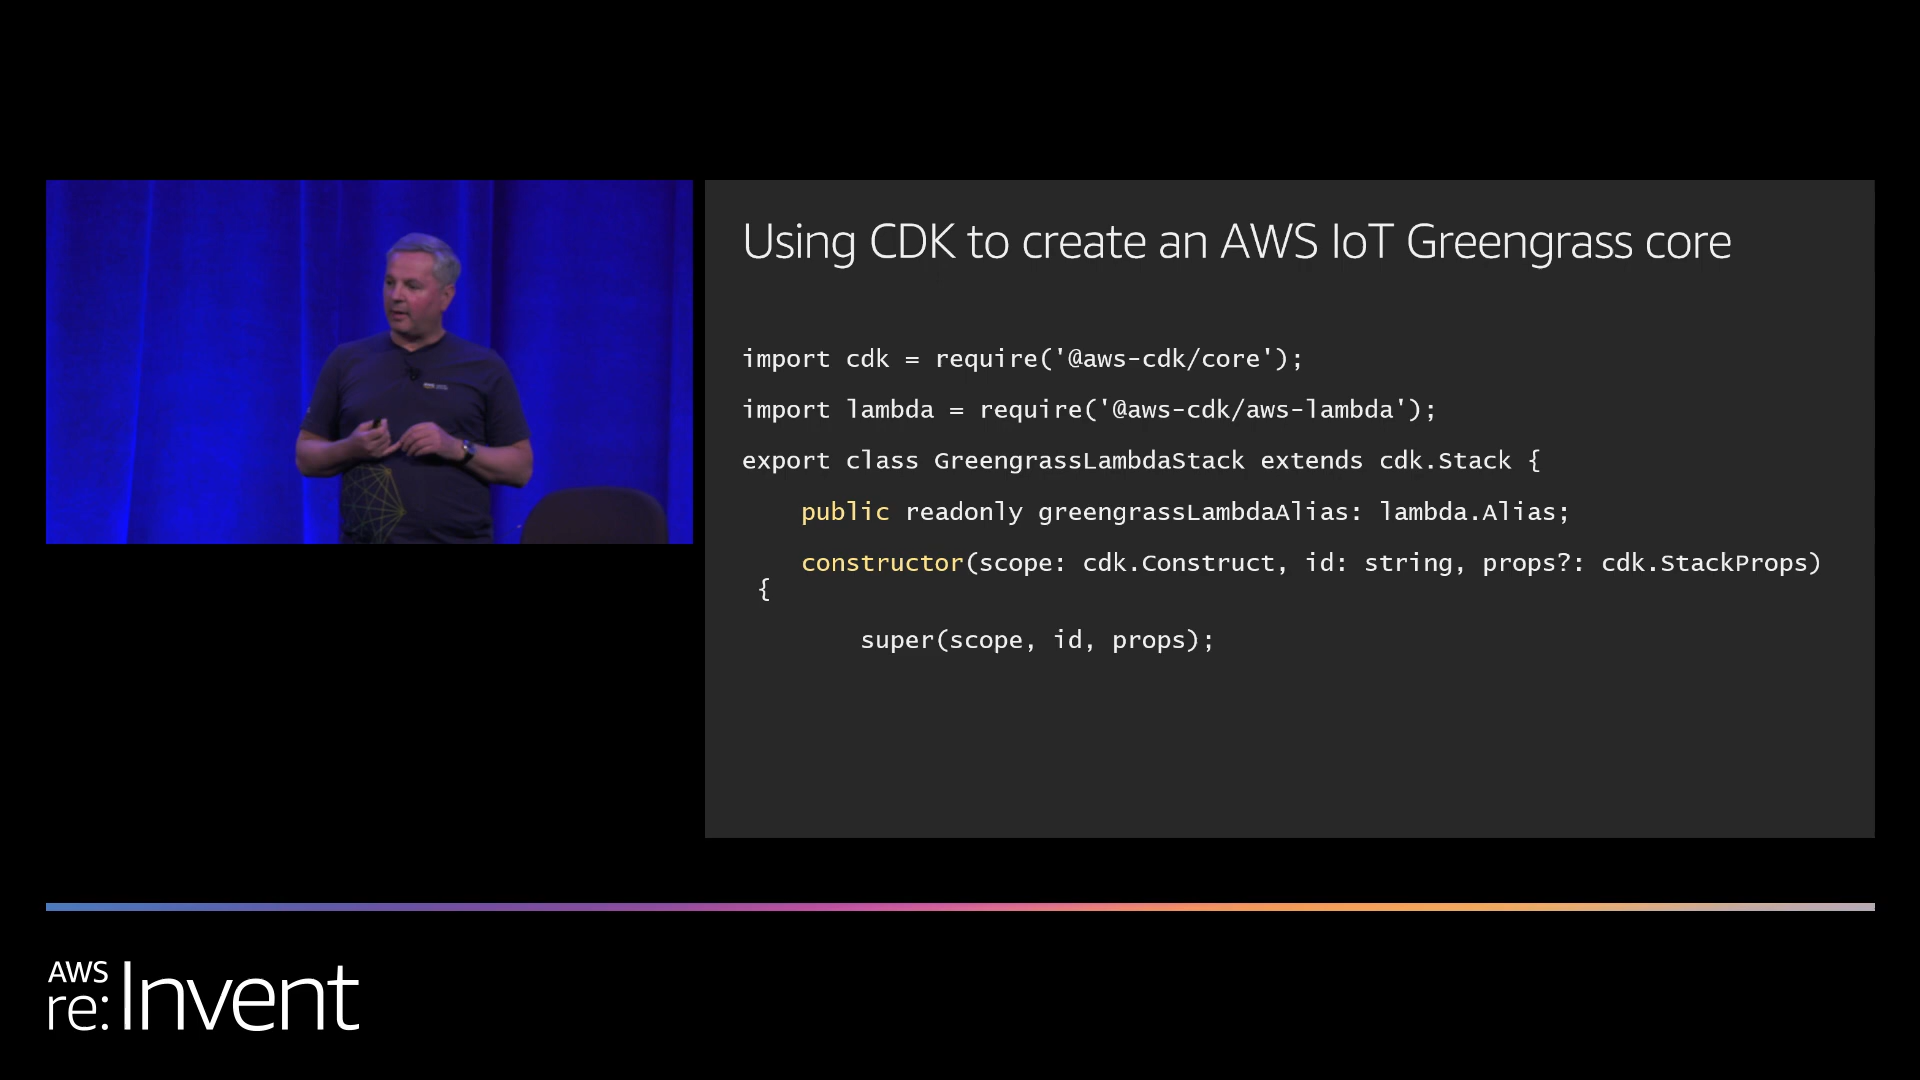 Using CDK to create an AWS IoT Greengrass core
import cdk = require('@aws-cdk/core');
import lambda = require('@aws-cdk/aws-lambda');
export class GreengrassLambdaStack extends cdk.Stack {
public readonly greengrassLambdaAlias: lambda.Alias;
constructor(scope: cdk.Construct, id: string, props?: cdk.StackProps)
{
super(scope, id, props);
aws
AWS
re:Invent